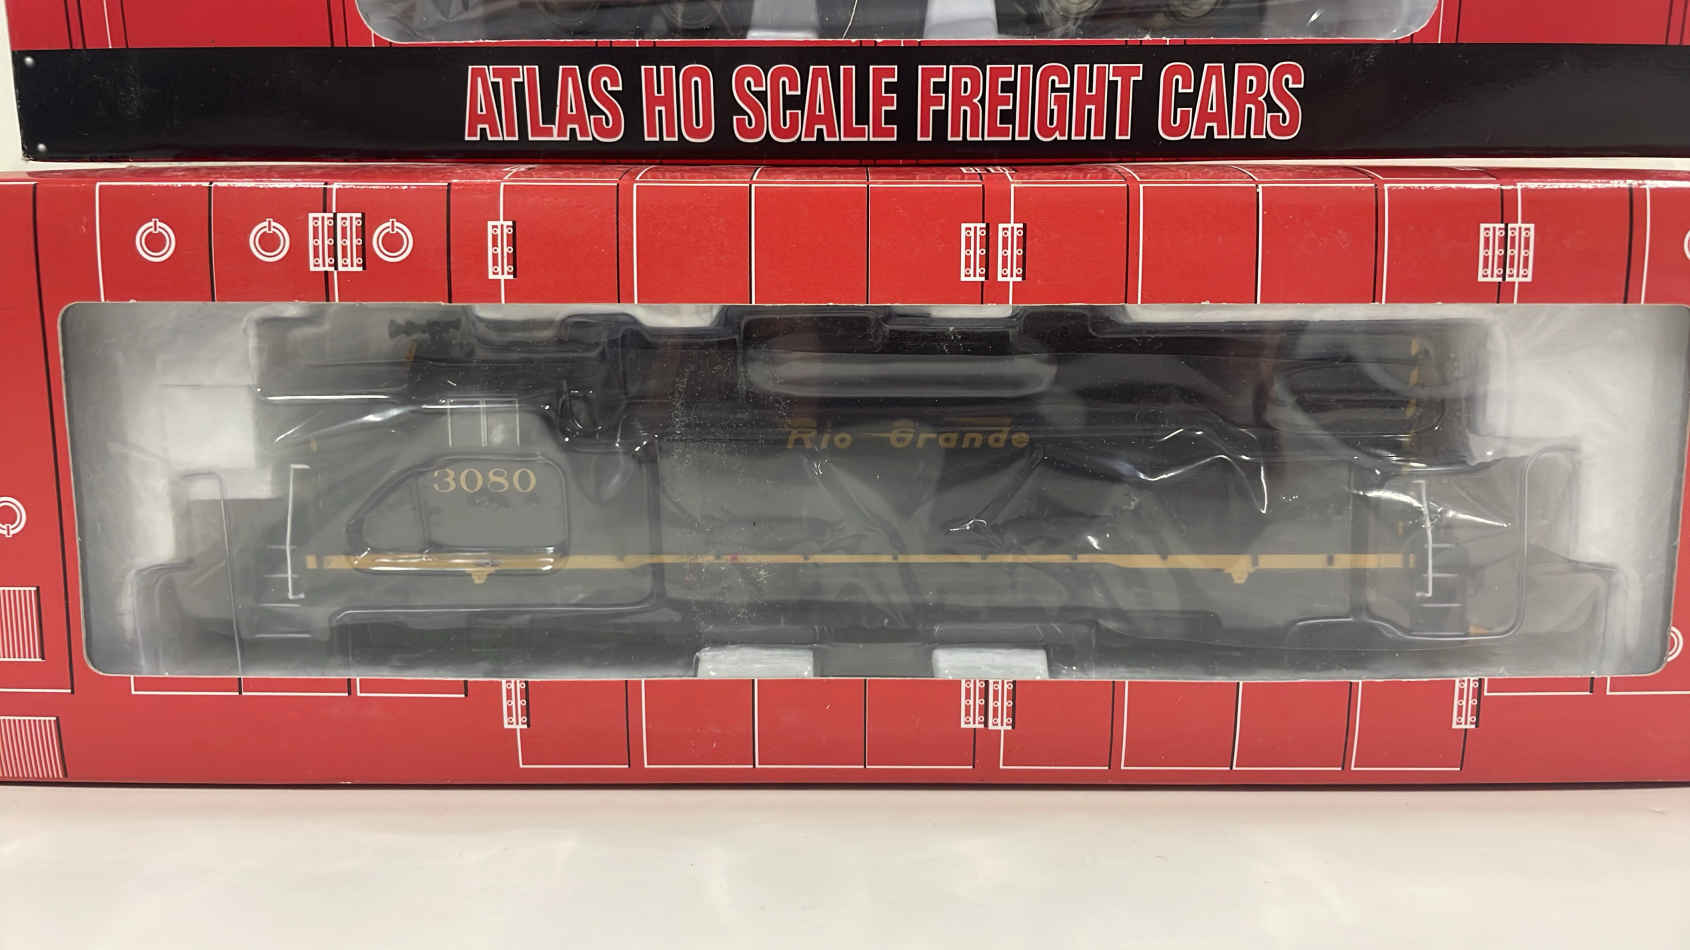 ATLAS HO SCALE FREIGHT CARS
Rio Grande
3080